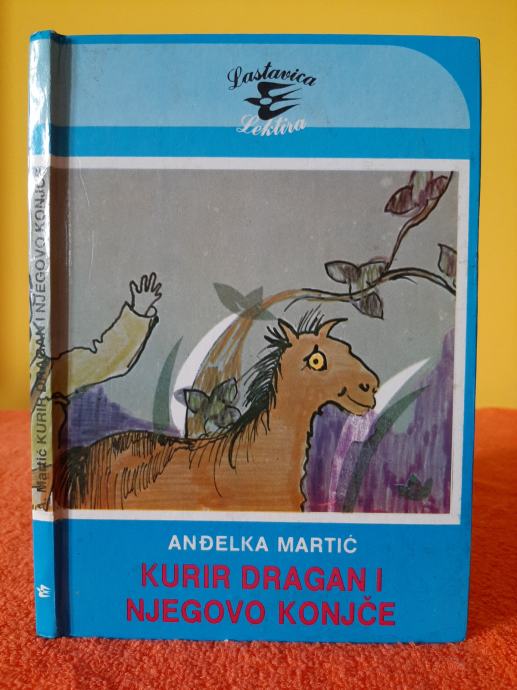 Lastavica
Lektira
A. Martić KURIR DRAGAN I NJEGOVO KONJČE
ANĐELKA MARTIĆ
KURIR DRAGAN I
NJEGOVO KONJČE